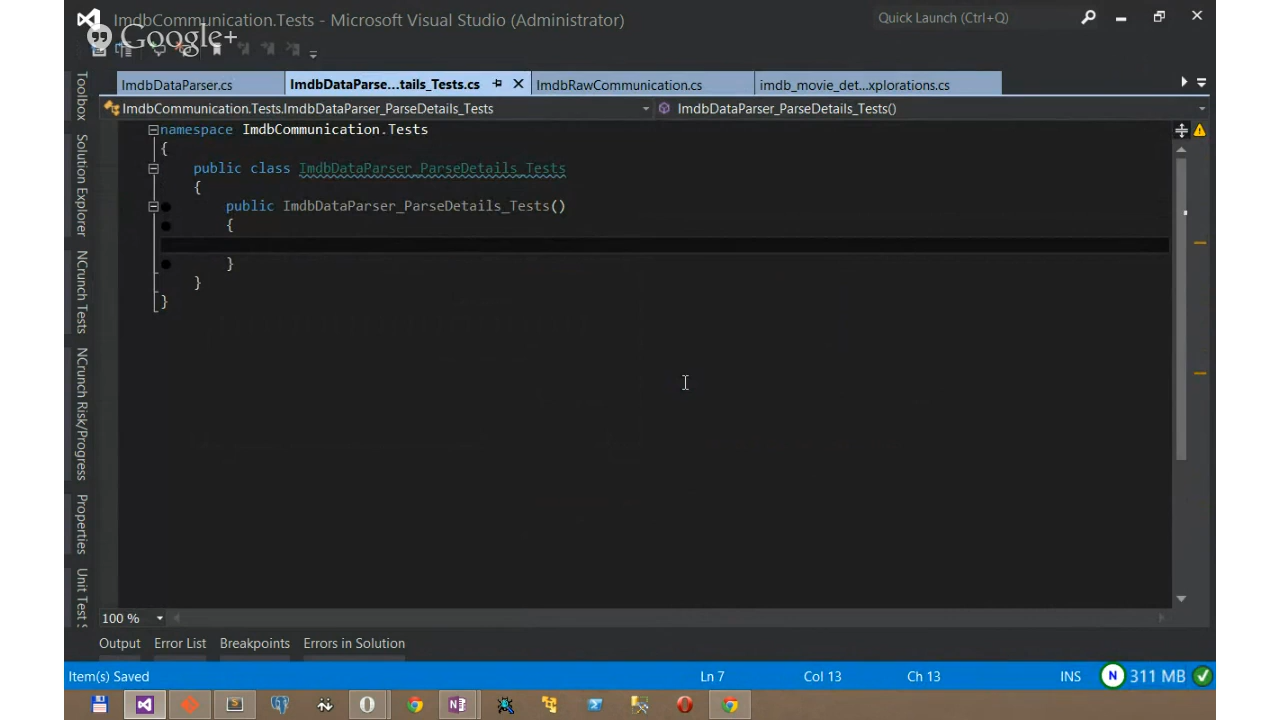 ImdbCommunication.Tests - Microsoft Visual Studio (Administrator)
Quick Launch (Ctrl+Q)
Google+
ImdbDataParser.cs
ImdbDataParse...tails_Tests.cs
ImdbRawCommunication.cs
imdb_movie_det...xplorations.cs
ImdbCommunication.Tests.ImdbDataParser_ParseDetails_Tests
ImdbDataParser_ParseDetails_Tests()
namespace ImdbCommunication.Tests
{
public class ImdbDataParser_ParseDetails_Tests
{
public ImdbDataParser_ParseDetails_Tests()
{
}
}
}
Toolbox
Solution Explorer
NCrunch Tests
NCrunch Risk/Progress
Properties
Unit Test S
100 %
Output
Error List
Breakpoints
Errors in Solution
Item(s) Saved
Ln 7
Col 13
Ch 13
INS
N
311 MB